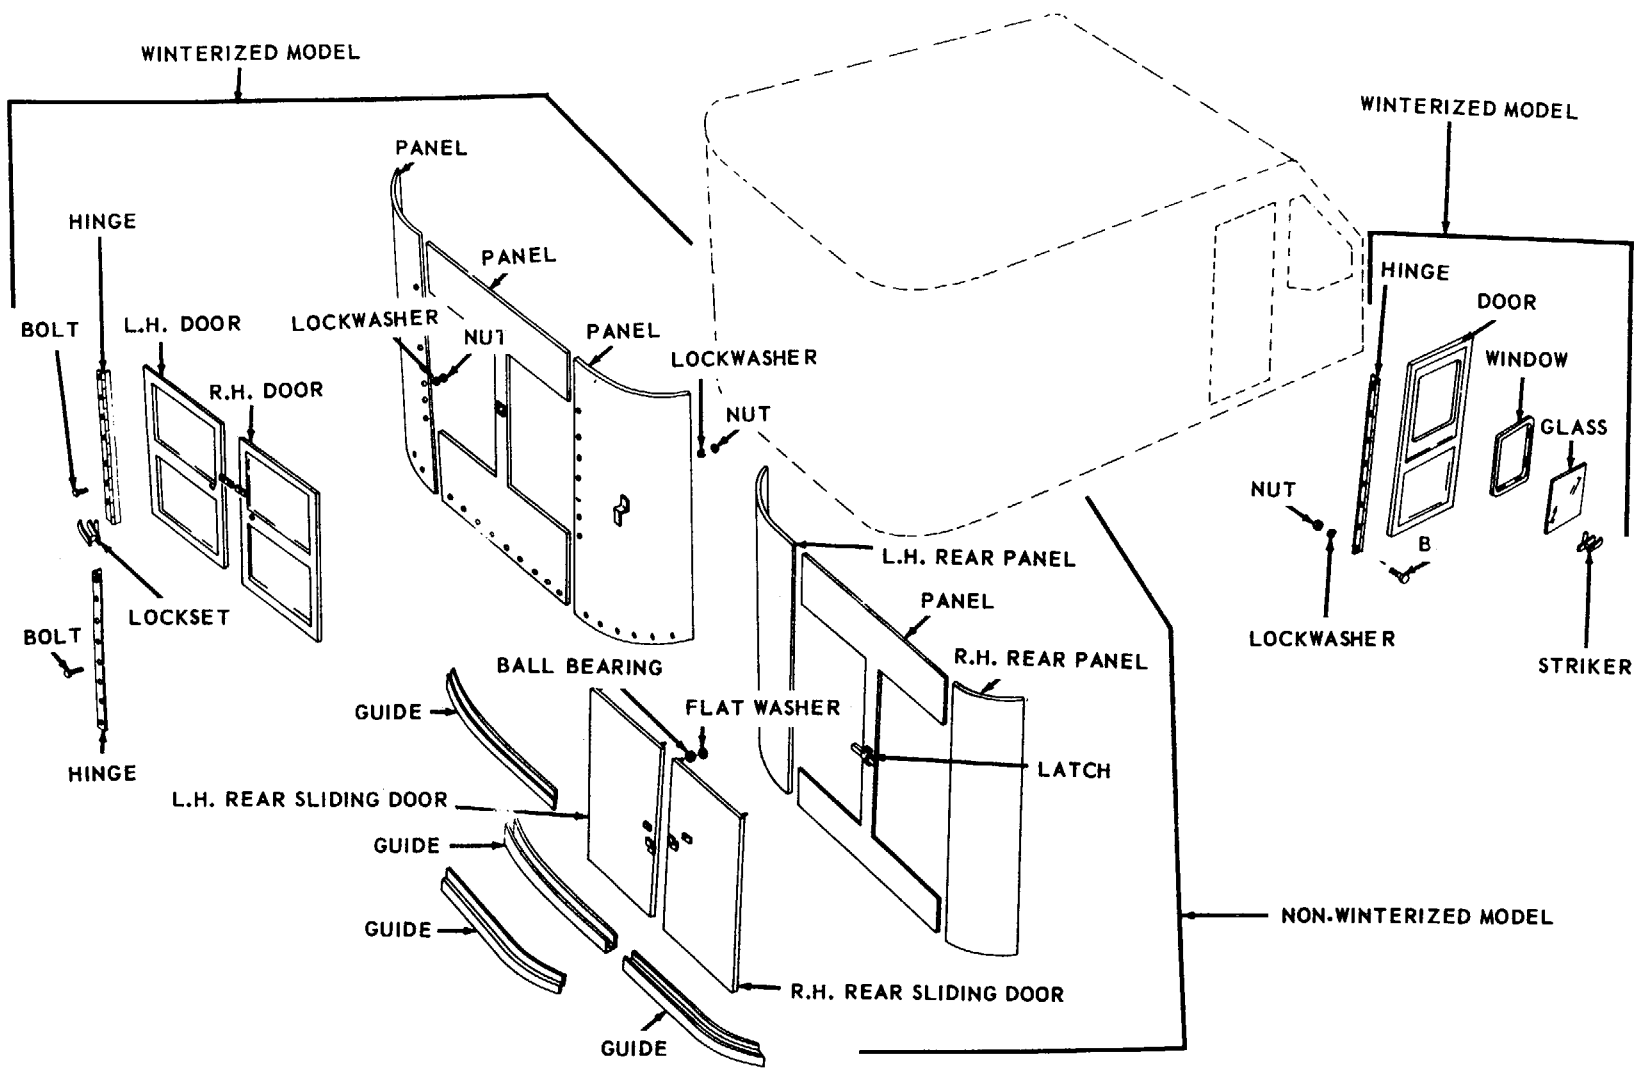 WINTERIZED MODEL
WINTERIZED MODEL
PANEL
HINGE
PANEL
HINGE
DOOR
BOLT
L.H. DOOR
LOCKWASHER
NUT
PANEL
LOCKWASHER
WINDOW
R.H. DOOR
NUT
GLASS
NUT
B
L.H. REAR PANEL
LOCKSET
PANEL
BOLT
LOCKWASHER
R.H. REAR PANEL
BALL BEARING
STRIKER
GUIDE
FLAT WASHER
HINGE
LATCH
L.H. REAR SLIDING DOOR
GUIDE
GUIDE
NON-WINTERIZED MODEL
R.H. REAR SLIDING DOOR
GUIDE